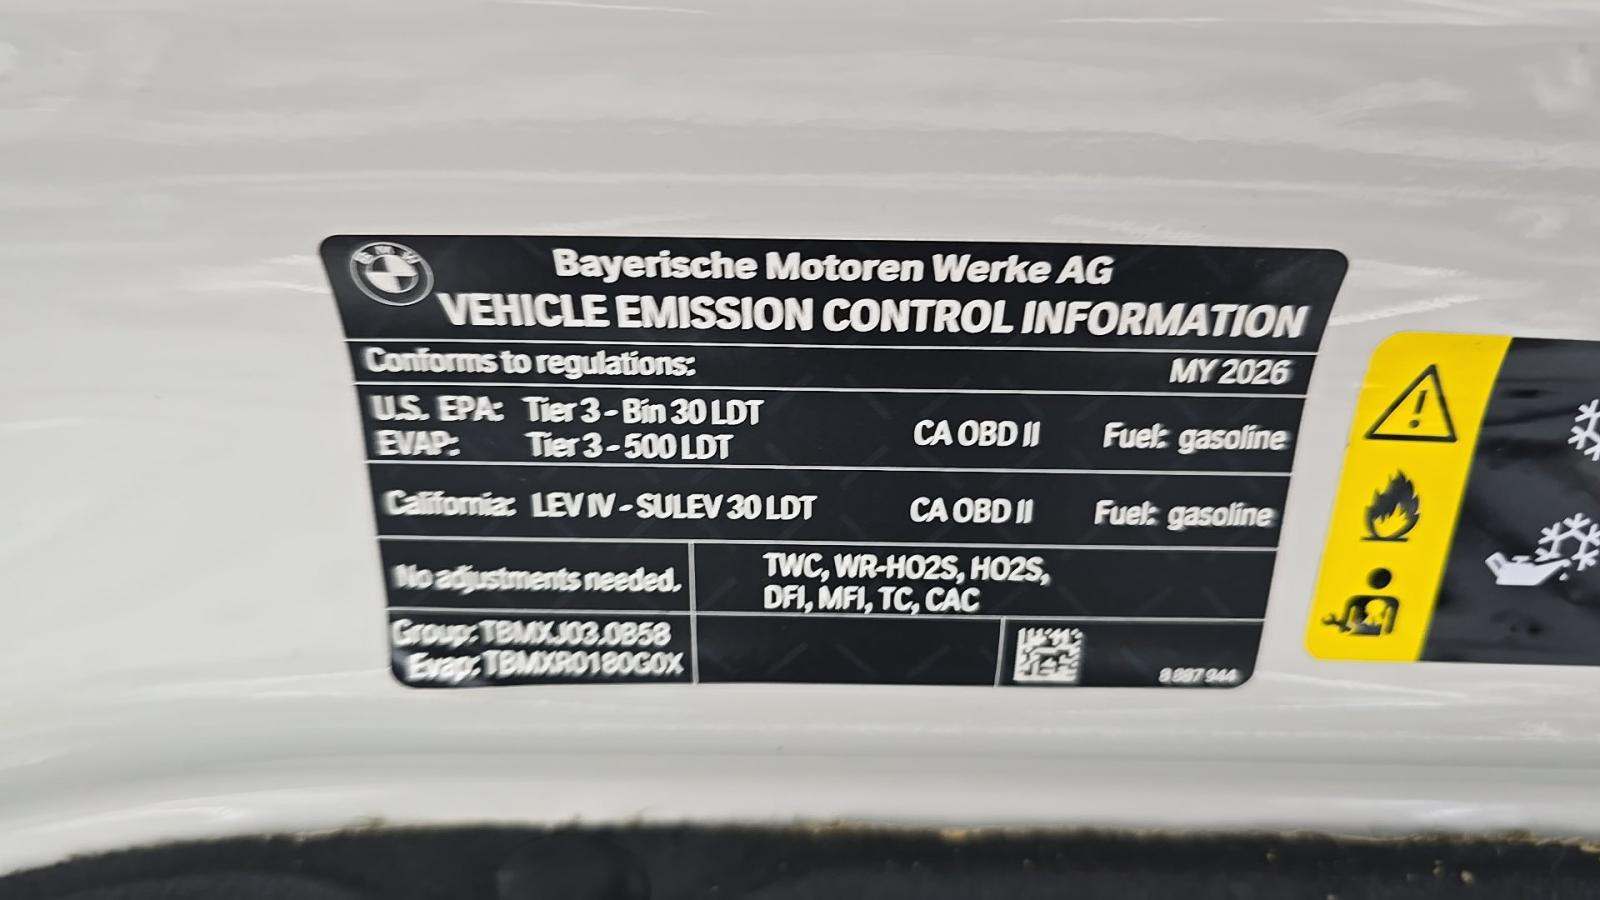 BMW
Bayerische Motoren Werke AG
VEHICLE EMISSION CONTROL INFORMATION
Conforms to regulations: MY 2026
U.S. EPA: Tier 3 - Bin 30 LDT
EVAP: Tier 3 - 500 LDT CA OBD II Fuel: gasoline
California: LEV IV - SULEV 30 LDT CA OBD II Fuel: gasoline
No adjustments needed. TWC, WR-HO2S, HO2S,
DFI, MFI, TC, CAC
Group: TBMXJ03.0B58
Evap: TBMXR0180G0X